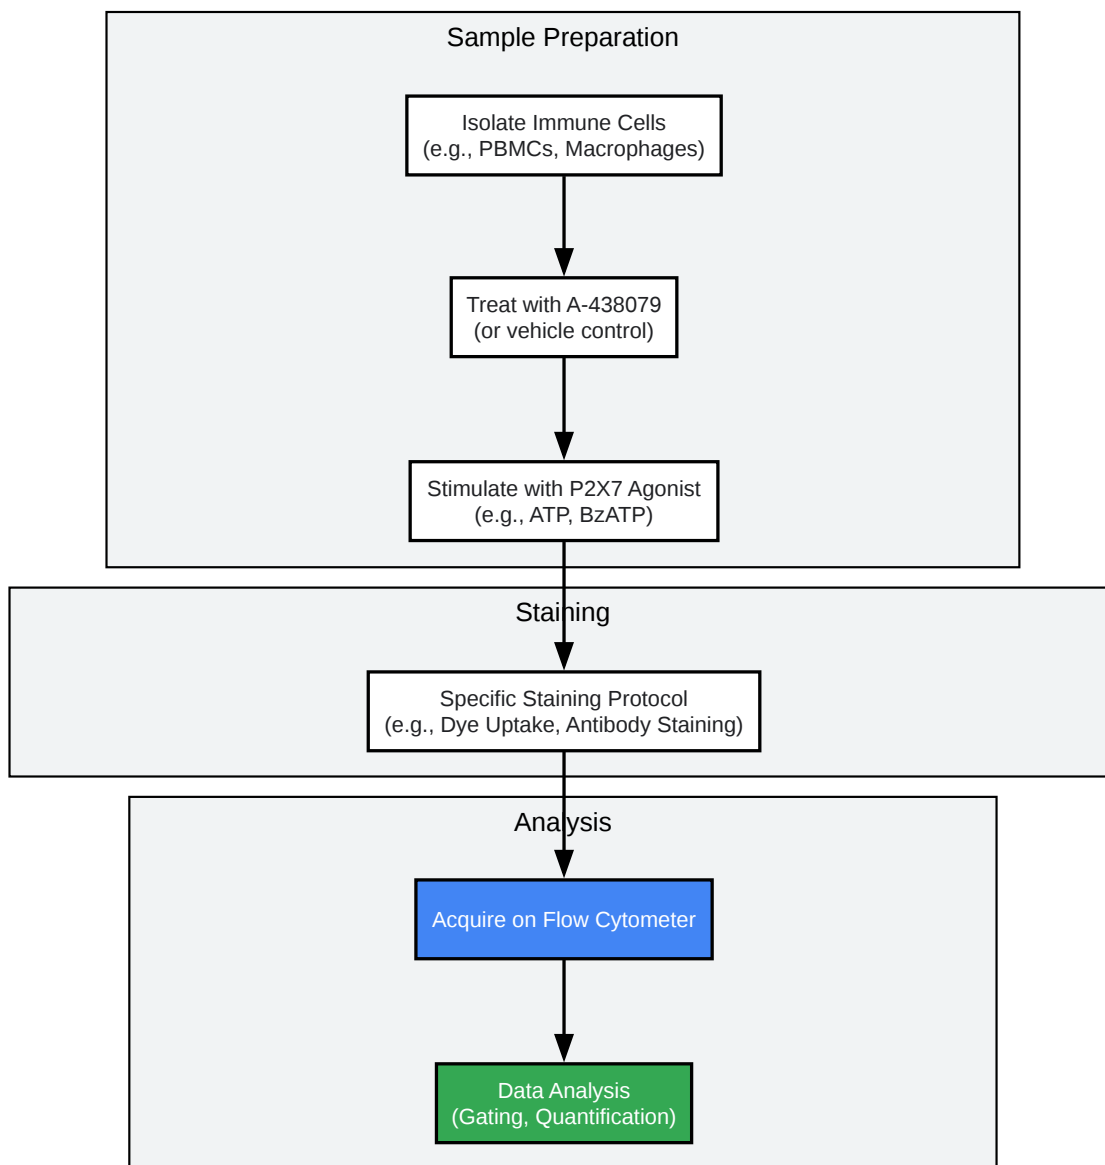 Sample Preparation
Isolate Immune Cells
(e.g., PBMCs, Macrophages)
Treat with A-438079
(or vehicle control)
Stimulate with P2X7 Agonist
(e.g., ATP, BzATP)
Staining
Specific Staining Protocol
(e.g., Dye Uptake, Antibody Staining)
Analysis
Acquire on Flow Cytometer
Data Analysis
(Gating, Quantification)